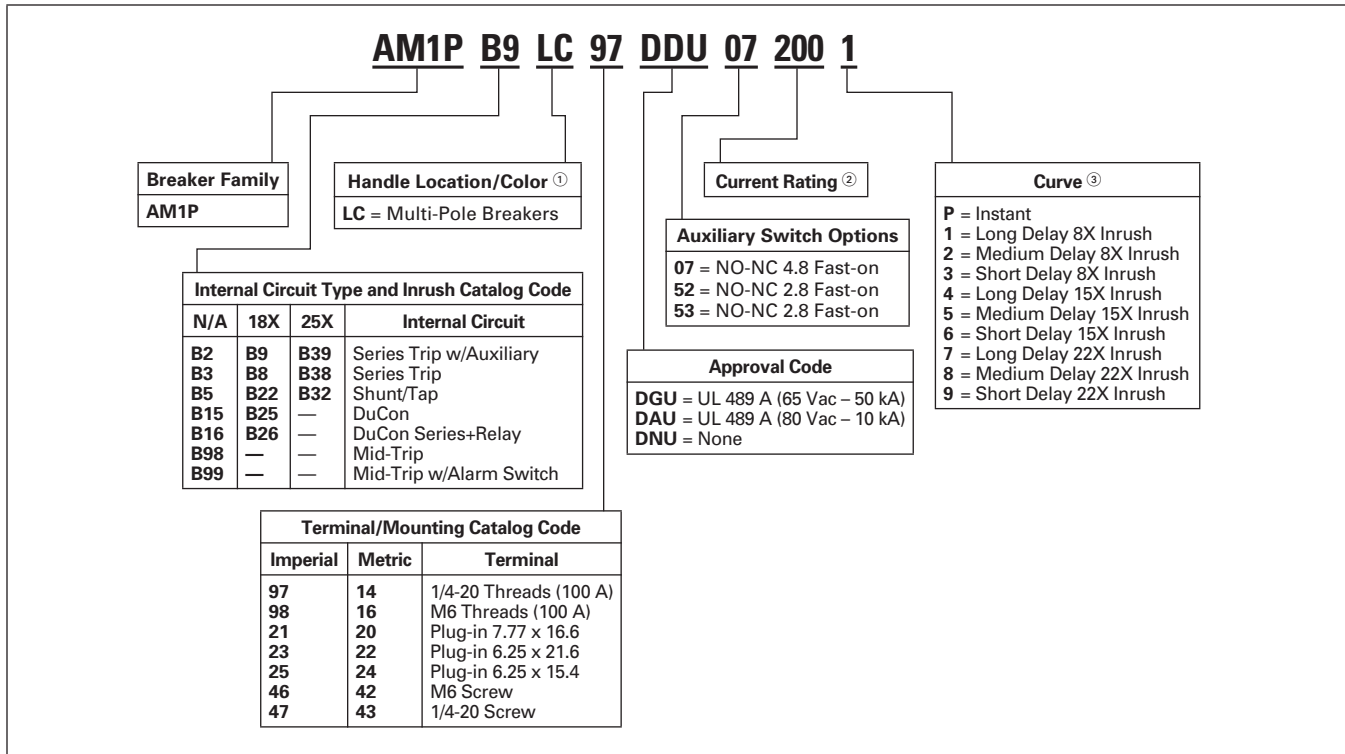 AM1P B9 LC 97 DDU 07 200 1
Breaker Family
AM1P
Handle Location/Color ①
LC = Multi-Pole Breakers
Current Rating ②
Curve ③
P = Instant
1 = Long Delay 8X Inrush
2 = Medium Delay 8X Inrush
3 = Short Delay 8X Inrush
4 = Long Delay 15X Inrush
5 = Medium Delay 15X Inrush
6 = Short Delay 15X Inrush
7 = Long Delay 22X Inrush
8 = Medium Delay 22X Inrush
9 = Short Delay 22X Inrush
Auxiliary Switch Options
07 = NO-NC 4.8 Fast-on
52 = NO-NC 2.8 Fast-on
53 = NO-NC 2.8 Fast-on
Internal Circuit Type and Inrush Catalog Code
N/A 18X 25X Internal Circuit
B2 B9 B39 Series Trip w/Auxiliary
B3 B8 B38 Series Trip
B5 B22 B32 Shunt/Tap
B15 B25 — DuCon
B16 B26 — DuCon Series+Relay
B98 — — Mid-Trip
B99 — — Mid-Trip w/Alarm Switch
Approval Code
DGU = UL 489 A (65 Vac – 50 kA)
DAU = UL 489 A (80 Vac – 10 kA)
DNU = None
Terminal/Mounting Catalog Code
Imperial Metric Terminal
97 14 1/4-20 Threads (100 A)
98 16 M6 Threads (100 A)
21 20 Plug-in 7.77 x 16.6
23 22 Plug-in 6.25 x 21.6
25 24 Plug-in 6.25 x 15.4
46 42 M6 Screw
47 43 1/4-20 Screw